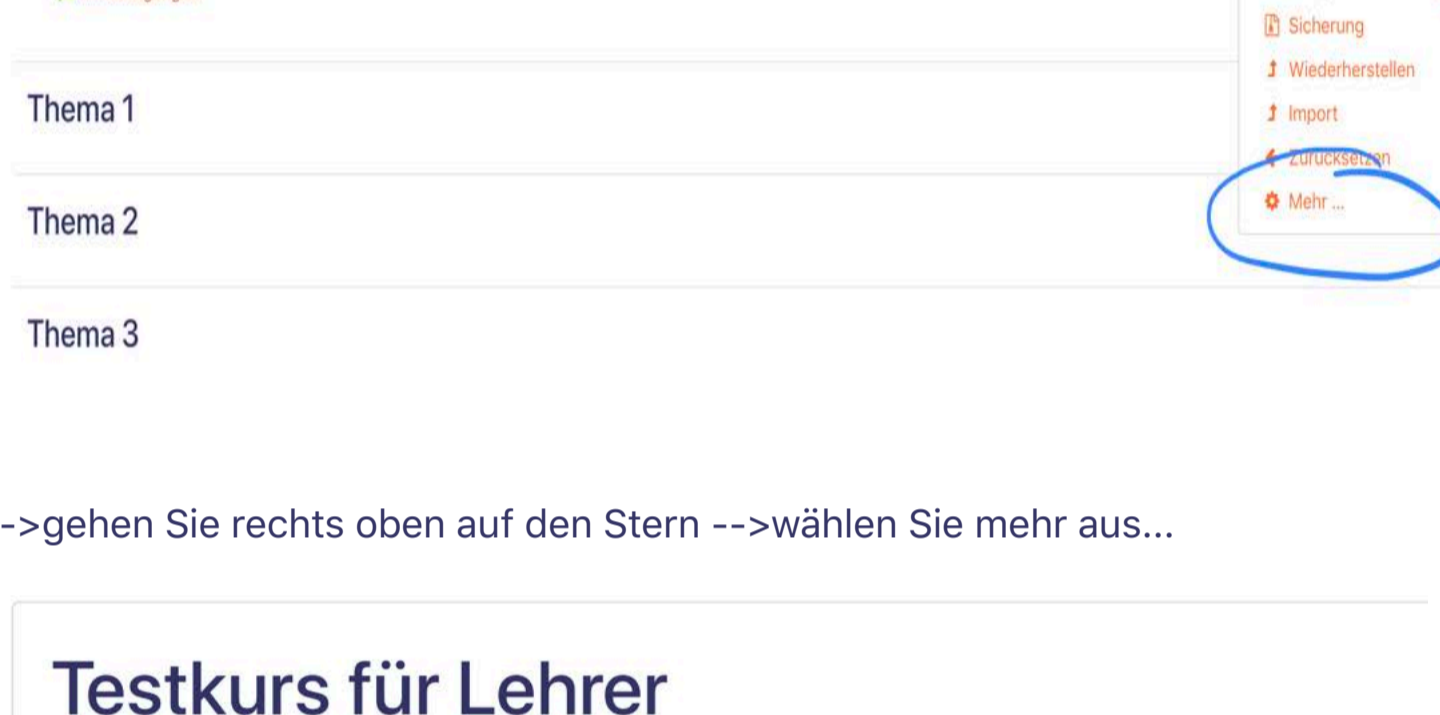 Sicherung
Wiederherstellen
Thema 1
Import
Zurücksetzen
Mehr ...
Thema 2
Thema 3
->gehen Sie rechts oben auf den Stern -->wählen Sie mehr aus...
Testkurs für Lehrer